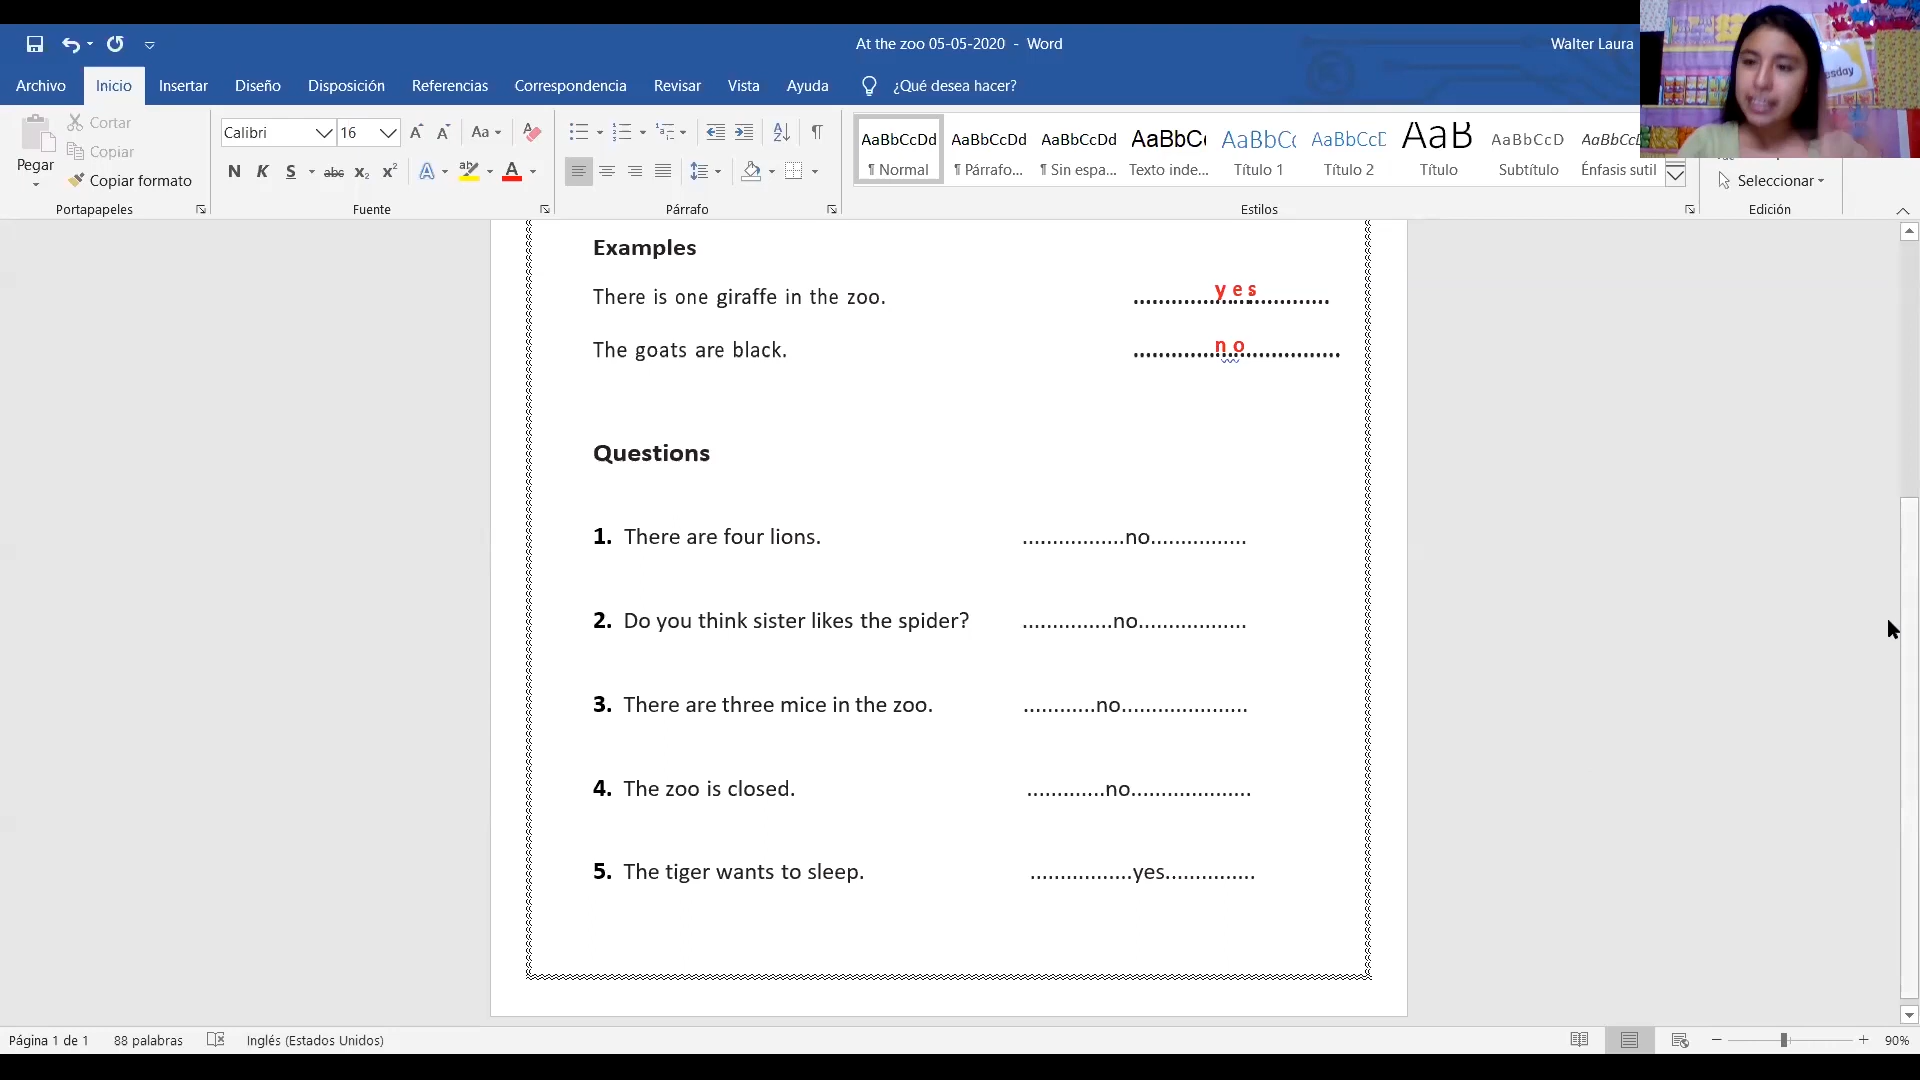 At the zoo 05-05-2020 - Word
Walter Laura
Archivo Inicio Insertar Diseño Disposición Referencias Correspondencia Revisar Vista Ayuda ¿Qué desea hacer?
Pegar
Cortar
Copiar
Copiar formato
Portapapeles
Calibri 16 Aa
N K S abc x₂ x² A aby A
Fuente
Párrafo
AaBbCcDd AaBbCcDd AaBbCcDd AaBbC AaBbC AaBbCcD AaB AaBbCcD AaBbCcD
¶ Normal ¶ Párrafo... ¶ Sin espa... Texto inde... Título 1 Título 2 Título Subtítulo Énfasis sutil
Estilos
Seleccionar
Edición
Examples
There is one giraffe in the zoo. ...............yes...............
The goats are black. ...............no...............
Questions
1. There are four lions. .................no................
2. Do you think sister likes the spider? ...............no..................
3. There are three mice in the zoo. ............no.....................
4. The zoo is closed. .............no....................
5. The tiger wants to sleep. .................yes...............
Página 1 de 1 88 palabras Inglés (Estados Unidos) 90%